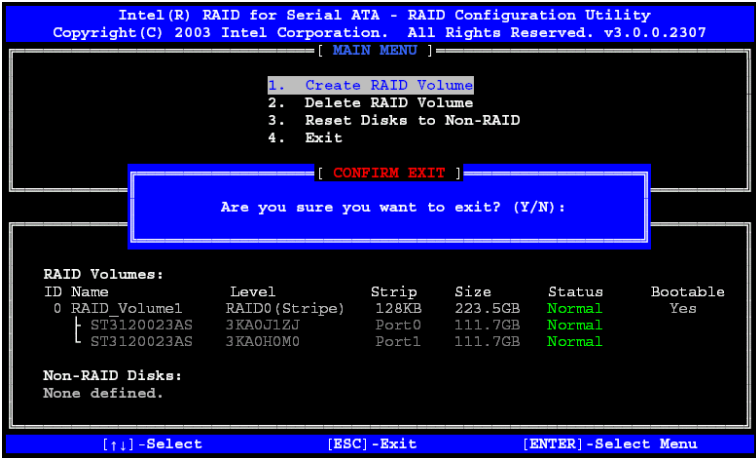 Intel(R) RAID for Serial ATA - RAID Configuration Utility
Copyright(C) 2003 Intel Corporation. All Rights Reserved. v3.0.0.2307
[ MAIN MENU ]
1. Create RAID Volume
2. Delete RAID Volume
3. Reset Disks to Non-RAID
4. Exit
[ CONFIRM EXIT ]
Are you sure you want to exit? (Y/N):
RAID Volumes:
ID Name Level Strip Size Status Bootable
0 RAID_Volume1 RAID0(Stripe) 128KB 223.5GB Normal Yes
ST3120023AS 3KA0J1ZJ Port0 111.7GB Normal
ST3120023AS 3KA0H0M0 Port1 111.7GB Normal
Non-RAID Disks:
None defined.
[↑↓]-Select [ESC]-Exit [ENTER]-Select Menu